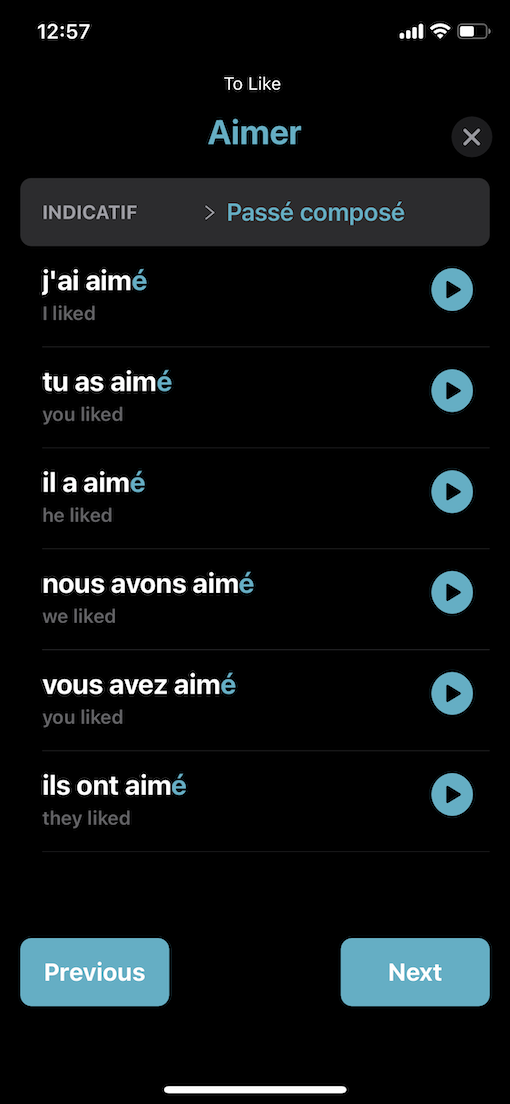 12:57
To Like
Aimer
INDICATIF > Passé composé
j'ai aimé
I liked
tu as aimé
you liked
il a aimé
he liked
nous avons aimé
we liked
vous avez aimé
you liked
ils ont aimé
they liked
Previous Next